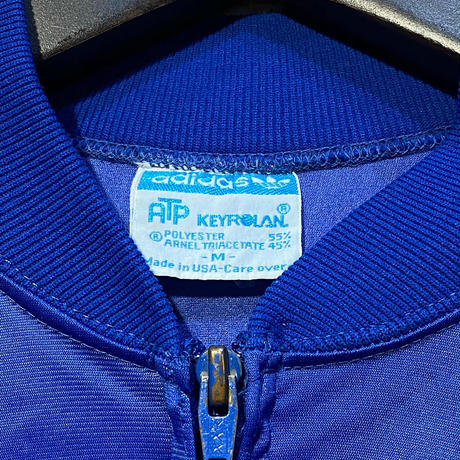 adidas
ATP KEYROLAN ®
® POLYESTER 55%
ARNEL TRIACETATE 45%
- M -
Made in USA-Care over